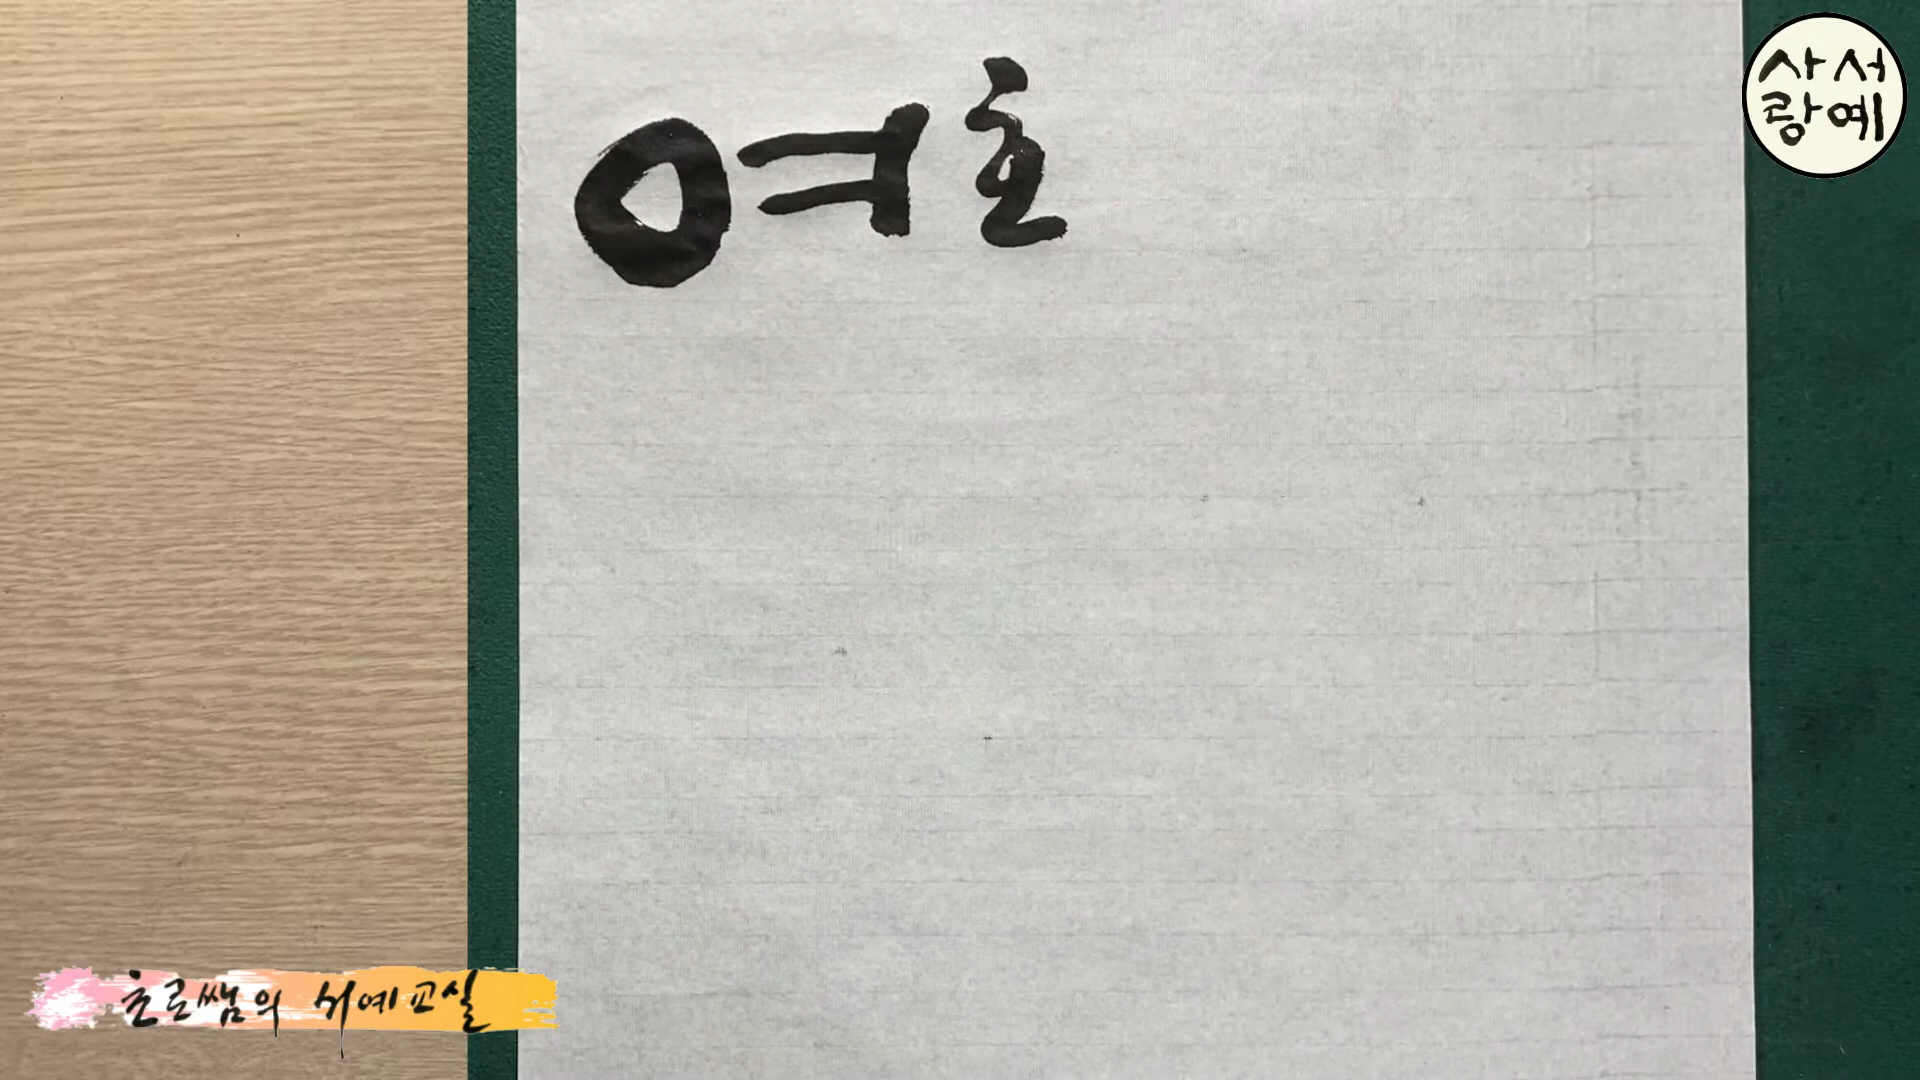 여호
사서
랑예
초로쌤의 서예교실